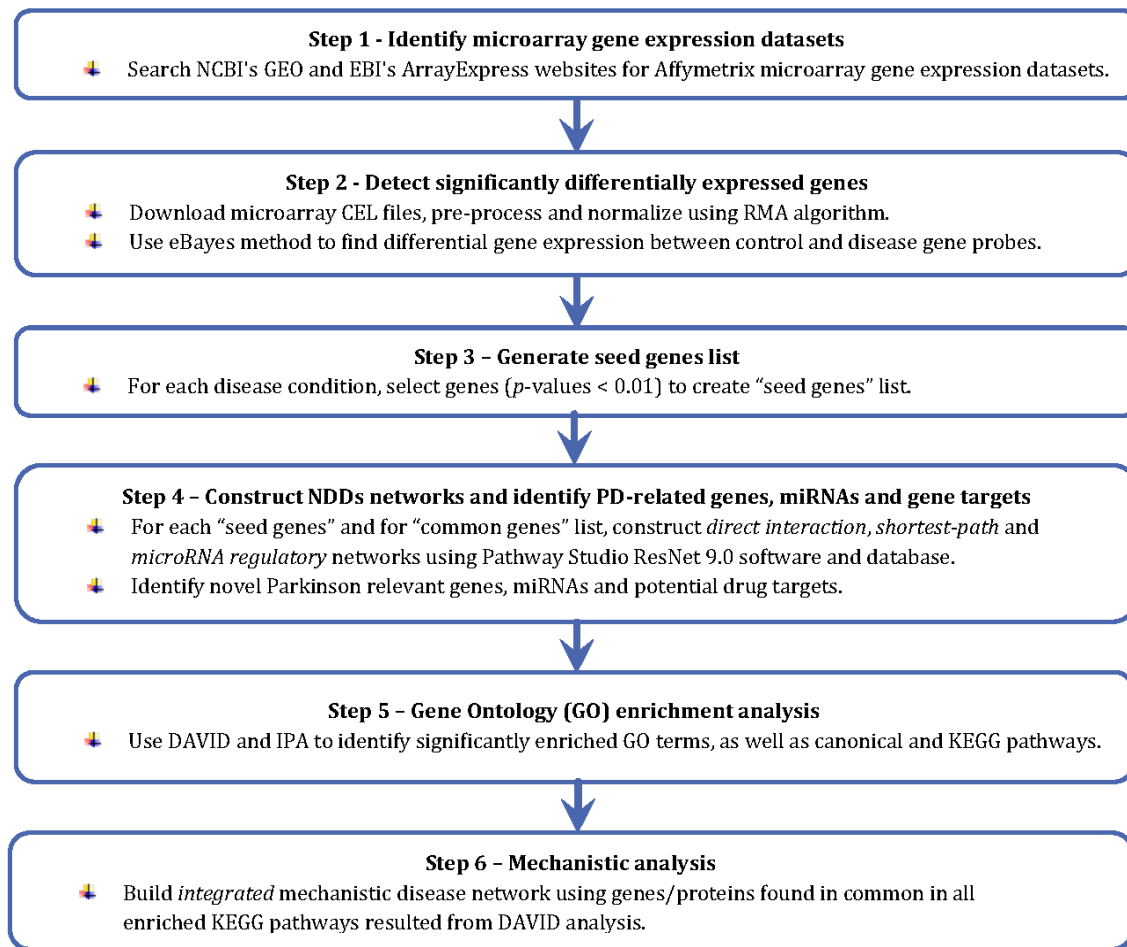 Step 1 - Identify microarray gene expression datasets
Search NCBI's GEO and EBI's ArrayExpress websites for Affymetrix microarray gene expression datasets.
Step 2 - Detect significantly differentially expressed genes
Download microarray CEL files, pre-process and normalize using RMA algorithm.
Use eBayes method to find differential gene expression between control and disease gene probes.
Step 3 – Generate seed genes list
For each disease condition, select genes (p-values < 0.01) to create “seed genes” list.
Step 4 – Construct NDDs networks and identify PD-related genes, miRNAs and gene targets
For each “seed genes” and for “common genes” list, construct direct interaction, shortest-path and
microRNA regulatory networks using Pathway Studio ResNet 9.0 software and database.
Identify novel Parkinson relevant genes, miRNAs and potential drug targets.
Step 5 – Gene Ontology (GO) enrichment analysis
Use DAVID and IPA to identify significantly enriched GO terms, as well as canonical and KEGG pathways.
Step 6 – Mechanistic analysis
Build integrated mechanistic disease network using genes/proteins found in common in all
enriched KEGG pathways resulted from DAVID analysis.